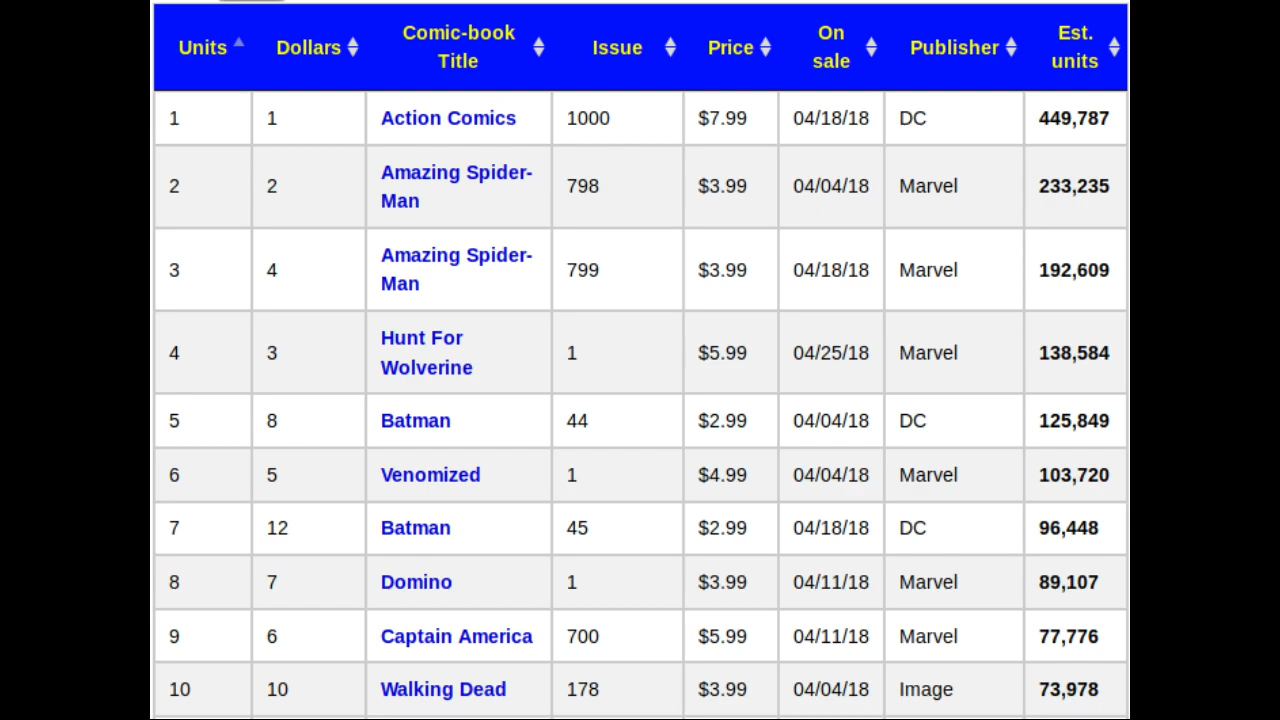 Units Dollars Comic-book Title Issue Price On sale Publisher Est. units
1 1 Action Comics 1000 $7.99 04/18/18 DC 449,787
2 2 Amazing Spider-Man 798 $3.99 04/04/18 Marvel 233,235
3 4 Amazing Spider-Man 799 $3.99 04/18/18 Marvel 192,609
4 3 Hunt For Wolverine 1 $5.99 04/25/18 Marvel 138,584
5 8 Batman 44 $2.99 04/04/18 DC 125,849
6 5 Venomized 1 $4.99 04/04/18 Marvel 103,720
7 12 Batman 45 $2.99 04/18/18 DC 96,448
8 7 Domino 1 $3.99 04/11/18 Marvel 89,107
9 6 Captain America 700 $5.99 04/11/18 Marvel 77,776
10 10 Walking Dead 178 $3.99 04/04/18 Image 73,978